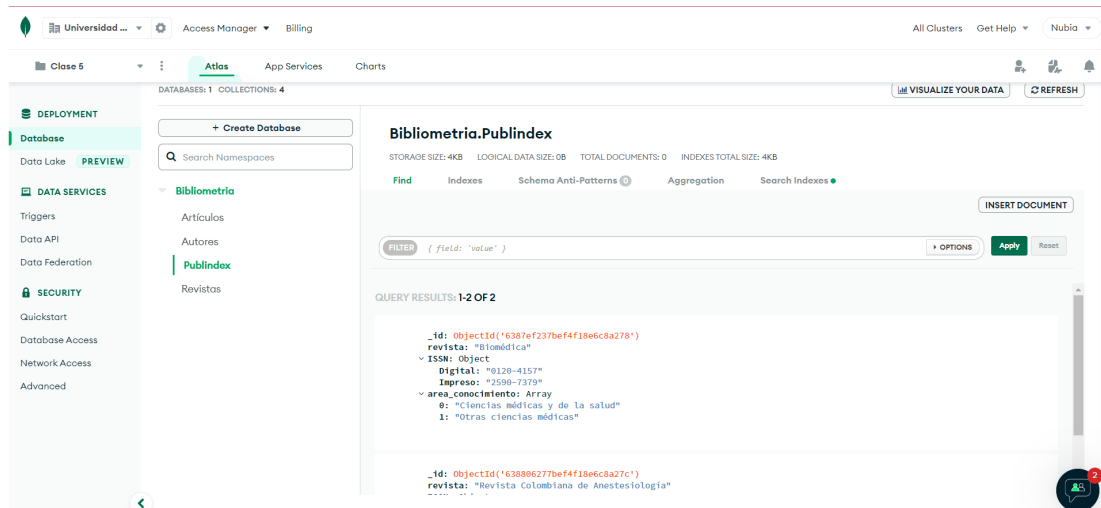 Universidad ... Access Manager Billing All Clusters Get Help Nubia
Clase 5 Atlas App Services Charts
DATABASES: 1 COLLECTIONS: 4 VISUALIZE YOUR DATA REFRESH
DEPLOYMENT
Database
Data Lake PREVIEW
DATA SERVICES
Triggers
Data API
Data Federation
SECURITY
Quickstart
Database Access
Network Access
Advanced
+ Create Database
Search Namespaces
Bibliometria
Artículos
Autores
Publindex
Revistas
Bibliometria.Publindex
STORAGE SIZE: 4KB LOGICAL DATA SIZE: 0B TOTAL DOCUMENTS: 0 INDEXES TOTAL SIZE: 4KB
Find Indexes Schema Anti-Patterns 0 Aggregation Search Indexes
INSERT DOCUMENT
FILTER { field: 'value' } OPTIONS Apply Reset
QUERY RESULTS: 1-2 OF 2
_id: ObjectId('6387ef237bef4f18e6c8a278')
revista: "Biomédica"
ISSN: Object
Digital: "0120-4157"
Impreso: "2590-7379"
area_conocimiento: Array
0: "Ciencias médicas y de la salud"
1: "Otras ciencias médicas"
_id: ObjectId('638806277bef4f18e6c8a27c')
revista: "Revista Colombiana de Anestesiología"
2